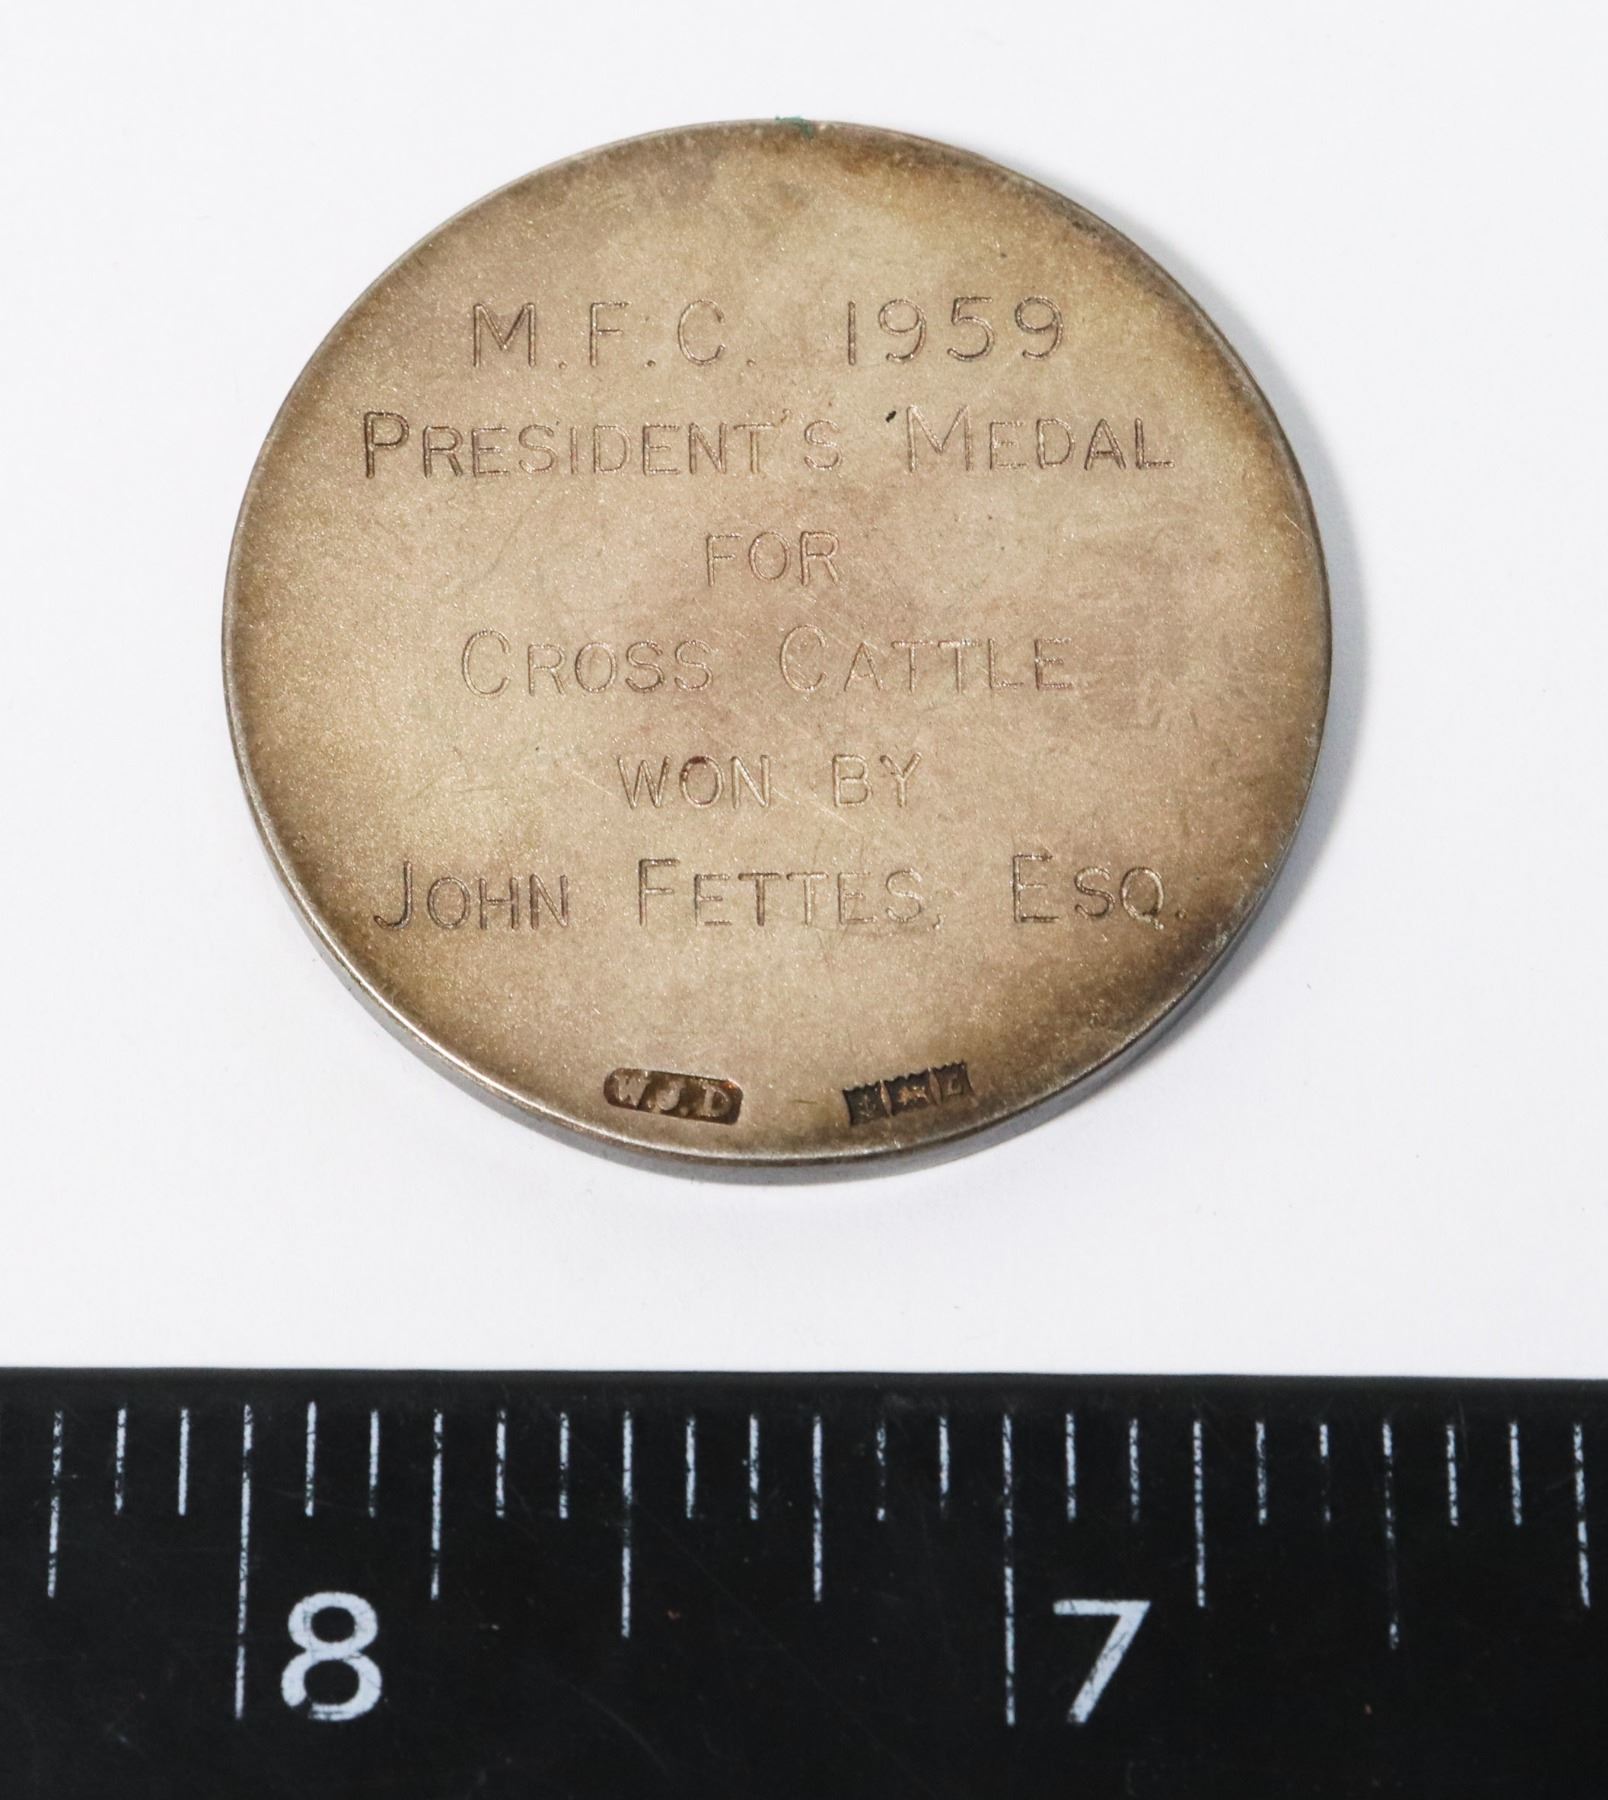 M.F.C. 1959
PRESIDENT'S MEDAL
FOR
CROSS CATTLE
WON BY
JOHN FETTES, ESQ.
W.J.D
8 7